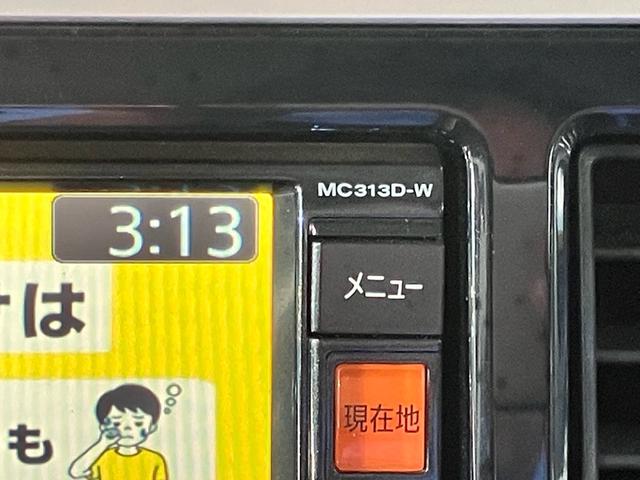 MC313D-W
3:13
メニュー
は
も
現在地